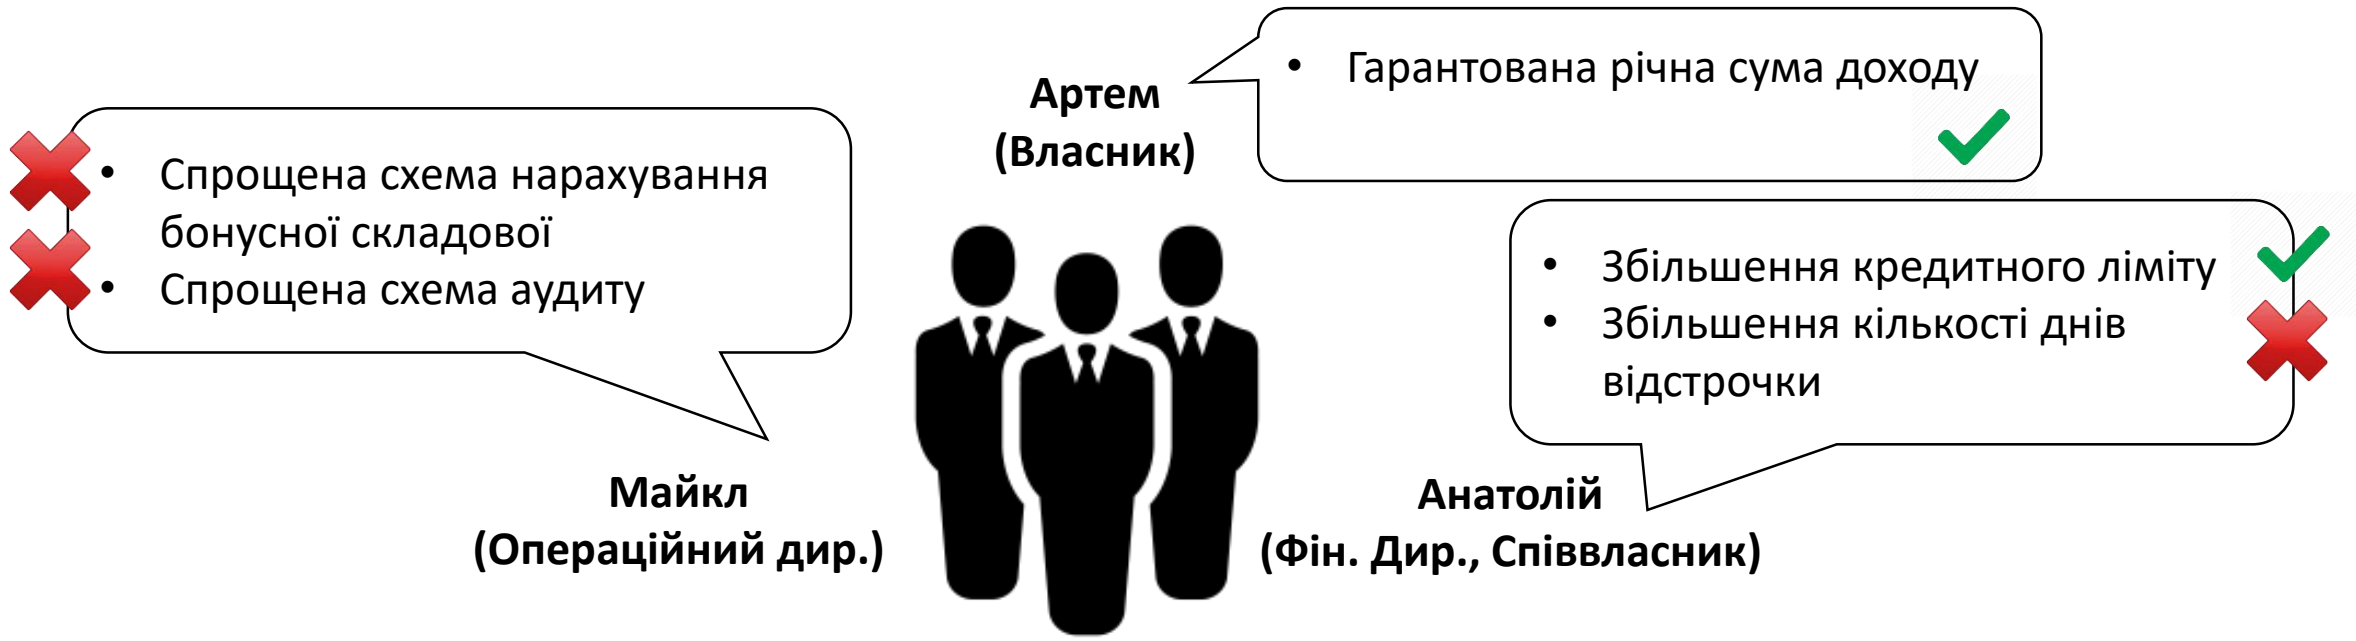 Артем
(Власник)
• Гарантована річна сума доходу
• Спрощена схема нарахування
бонусної складової
• Спрощена схема аудиту
Майкл
(Операційний дир.)
• Збільшення кредитного ліміту
• Збільшення кількості днів
відстрочки
Анатолій
(Фін. Дир., Співвласник)